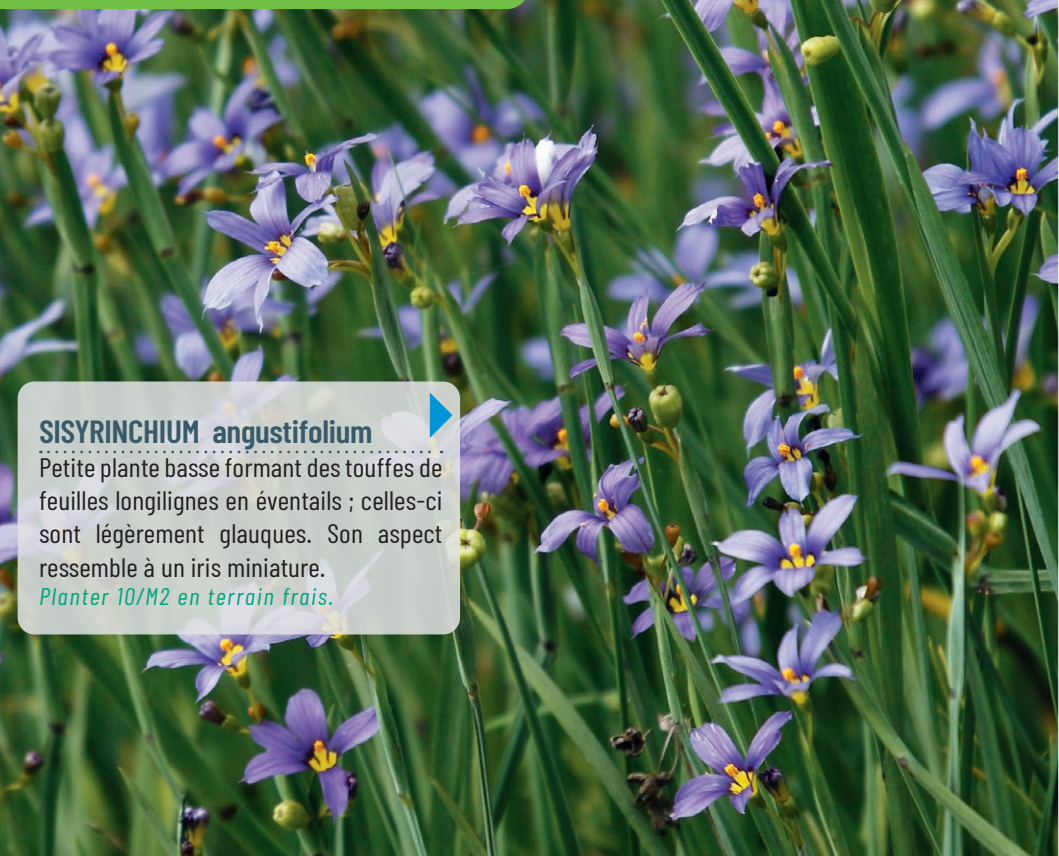 SISYRINCHIUM angustifolium
Petite plante basse formant des touffes de
feuilles longilignes en éventails ; celles-ci
sont légèrement glauques. Son aspect
ressemble à un iris miniature.
Planter 10/M2 en terrain frais.